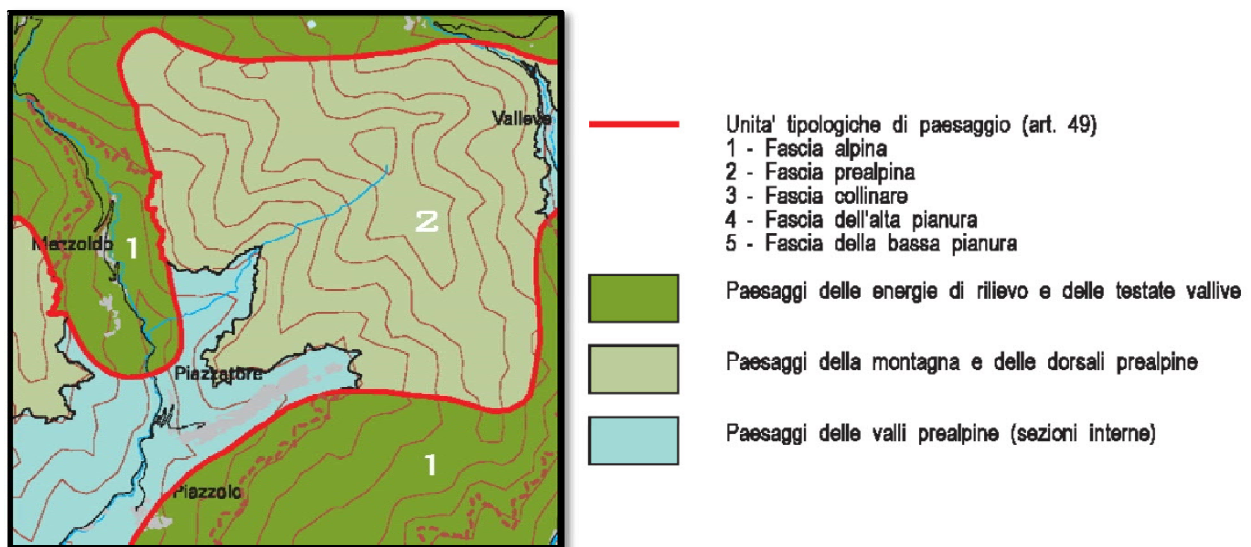 Valleve
2
Mezzoldo
1
Piazzatore
1
Piazzolo
Unita' tipologiche di paesaggio (art. 49)
1 - Fascia alpina
2 - Fascia prealpina
3 - Fascia collinare
4 - Fascia dell'alta pianura
5 - Fascia della bassa pianura
Paesaggi delle energie di rilievo e delle testate vallive
Paesaggi della montagna e delle dorsali prealpine
Paesaggi delle valli prealpine (sezioni interne)